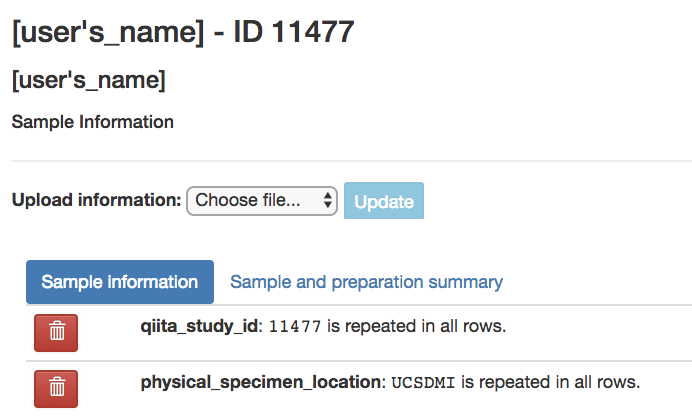 [user's_name] - ID 11477
[user's_name]
Sample Information
Upload information: Choose file... Update
Sample information Sample and preparation summary
qiita_study_id: 11477 is repeated in all rows.
physical_specimen_location: UCSDMI is repeated in all rows.